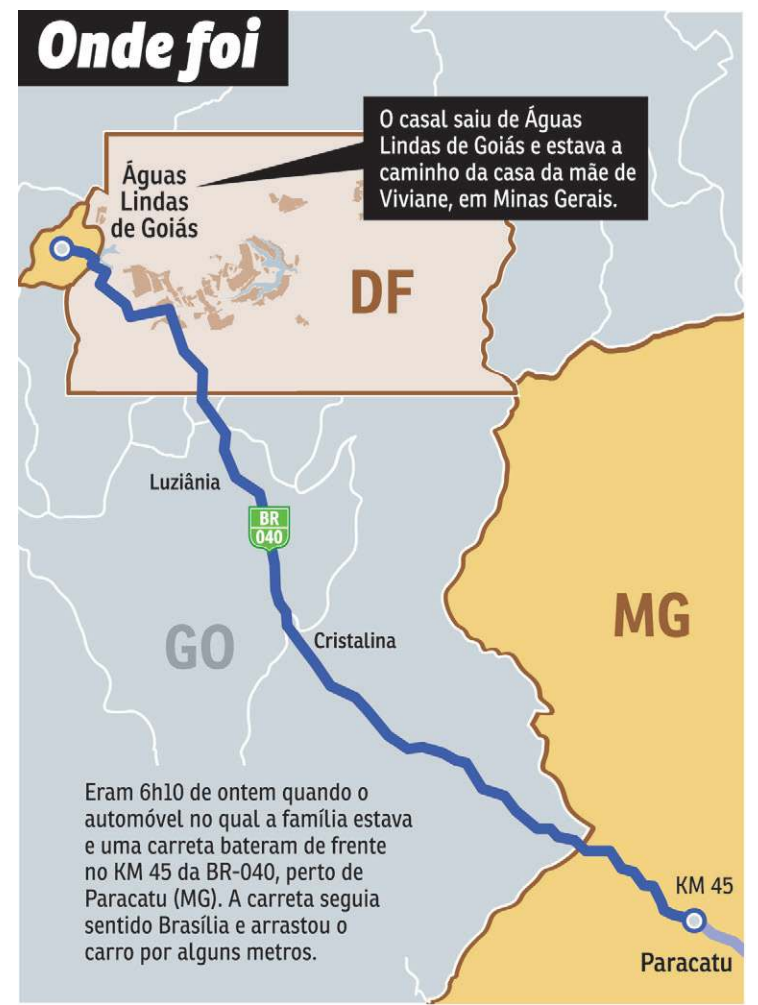 Onde foi
O casal saiu de Águas
Lindas de Goiás e estava a
caminho da casa da mãe de
Viviane, em Minas Gerais.
Águas
Lindas
de Goiás
DF
Luziânia
BR
040
MG
GO
Cristalina
Eram 6h10 de ontem quando o
automóvel no qual a família estava
e uma carreta bateram de frente
no KM 45 da BR-040, perto de
Paracatu (MG). A carreta seguia
sentido Brasília e arrastou o
carro por alguns metros.
KM 45
Paracatu